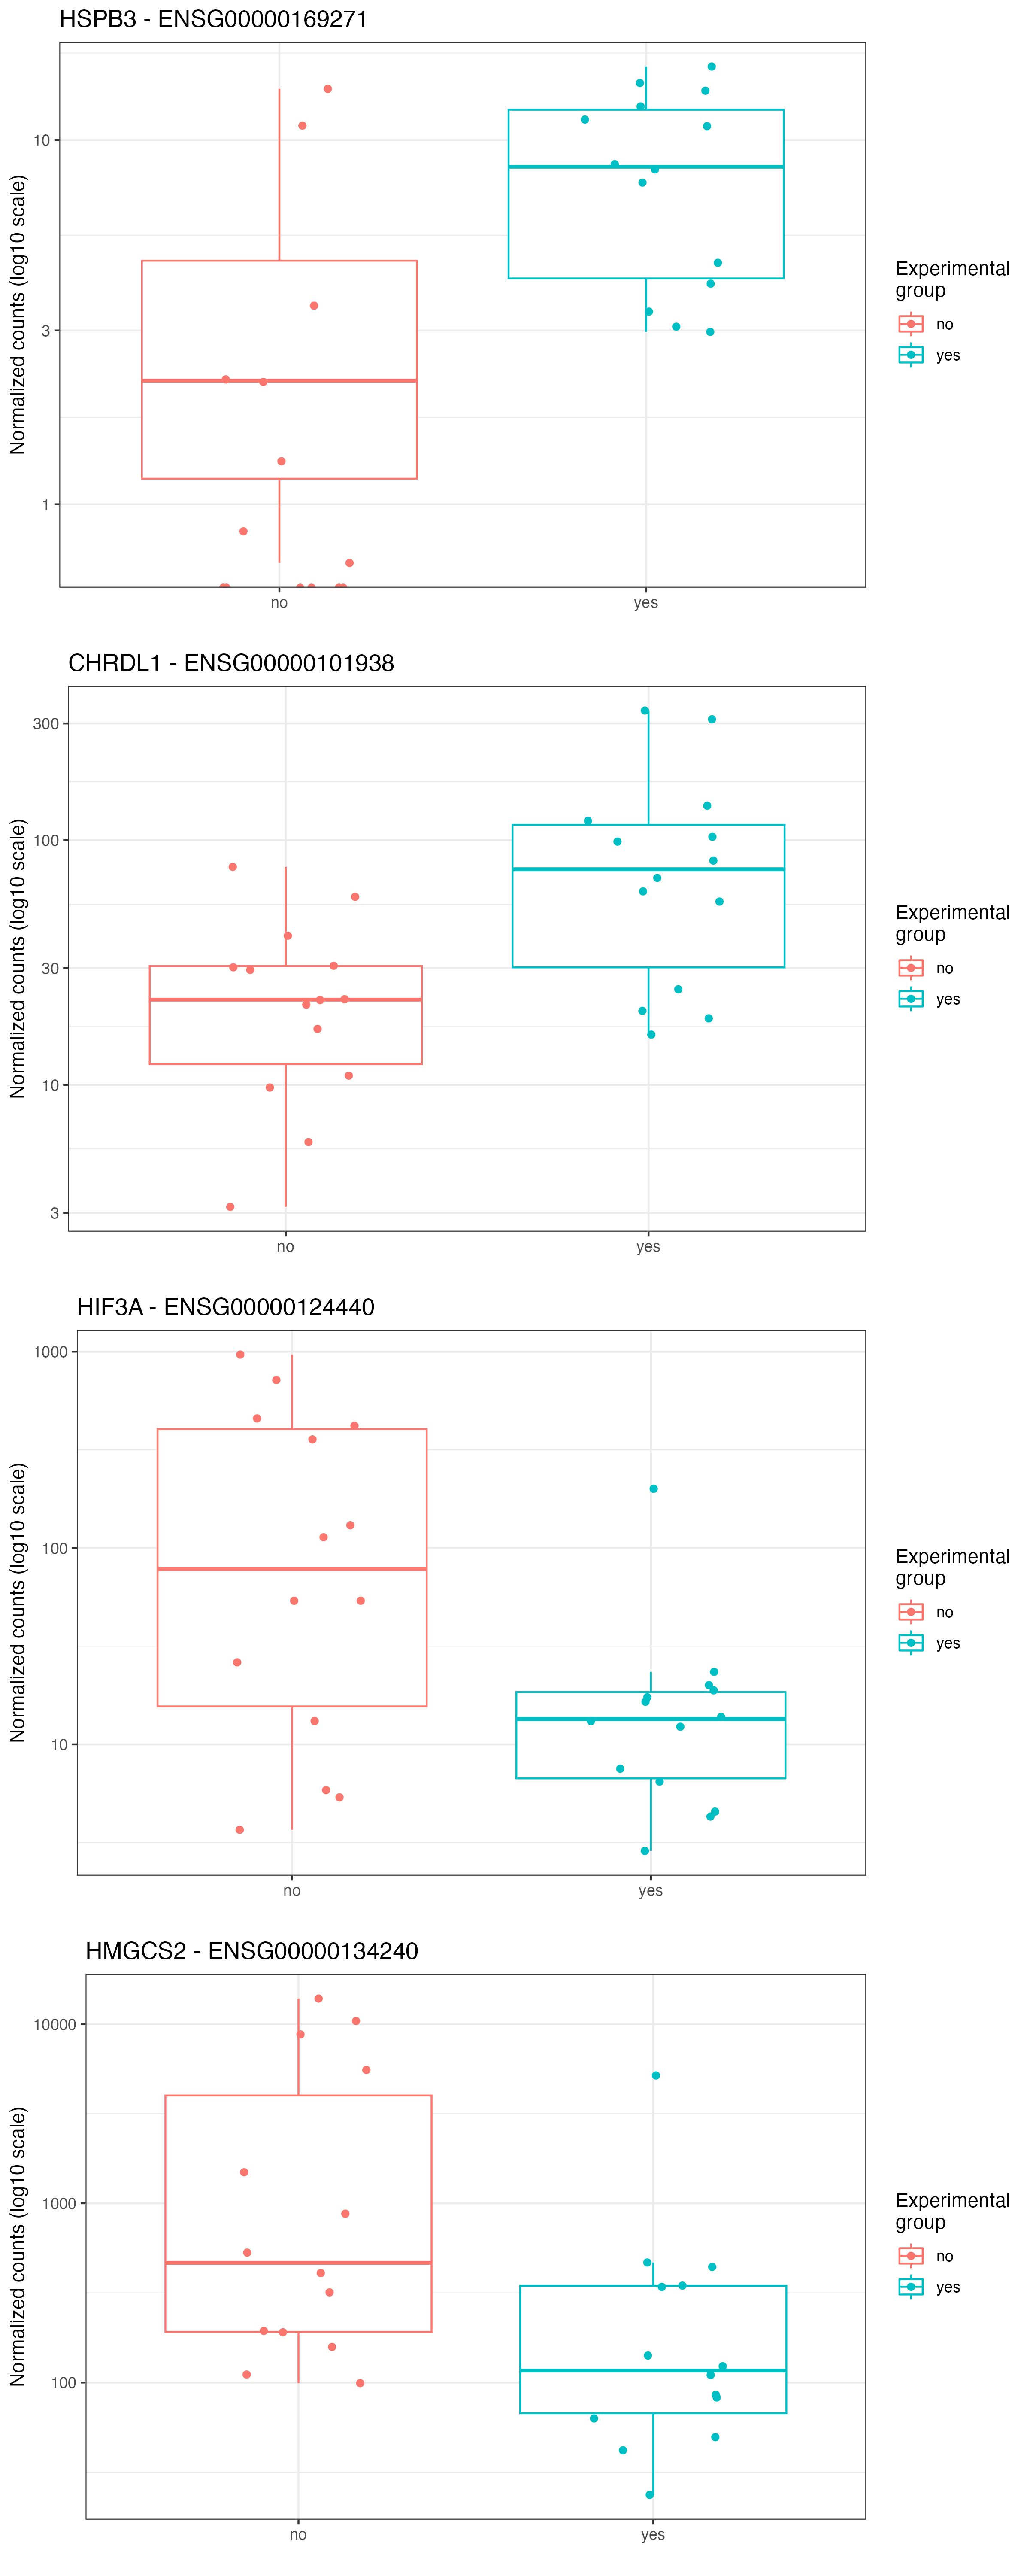 HSPB3 - ENSG00000169271
Normalized counts (log10 scale)
10
3
1
no
yes
Experimental
group
no
yes
CHRDL1 - ENSG00000101938
Normalized counts (log10 scale)
300
100
30
10
3
no
yes
Experimental
group
no
yes
HIF3A - ENSG00000124440
Normalized counts (log10 scale)
1000
100
10
no
yes
Experimental
group
no
yes
HMGCS2 - ENSG00000134240
Normalized counts (log10 scale)
10000
1000
100
no
yes
Experimental
group
no
yes